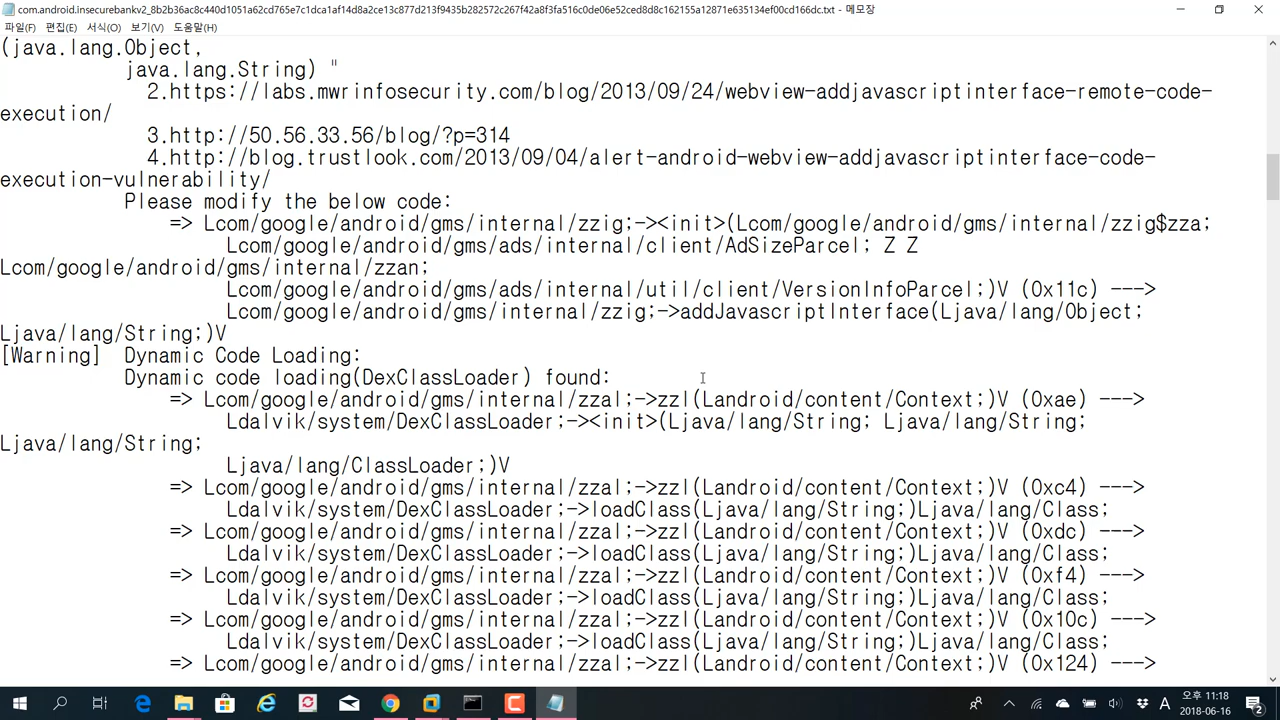 com.android.insecurebankv2_8b2b36ac8c440d1051a62cd765e7c1dca1af14d8a2ce13c877d213f9435b282572c267f42a8f3fa516c0de06e52ced8d8c162155a12871e635134ef00cd166dc.txt - 메모장
파일(F) 편집(E) 서식(O) 보기(V) 도움말(H)
(java.lang.Object,
java.lang.String) "
2.https://labs.mwrinfosecurity.com/blog/2013/09/24/webview-addjavascriptinterface-remote-code-
execution/
3.http://50.56.33.56/blog/?p=314
4.http://blog.trustlook.com/2013/09/04/alert-android-webview-addjavascriptinterface-code-
execution-vulnerability/
Please modify the below code:
=> Lcom/google/android/gms/internal/zzig;-><init>(Lcom/google/android/gms/internal/zzig$zza;
Lcom/google/android/gms/ads/internal/client/AdSizeParcel; Z Z
Lcom/google/android/gms/internal/zzan;
Lcom/google/android/gms/ads/internal/util/client/VersionInfoParcel;)V (0x11c) --->
Lcom/google/android/gms/internal/zzig;->addJavascriptInterface(Ljava/lang/Object;
Ljava/lang/String;)V
[Warning]  Dynamic Code Loading:
Dynamic code loading(DexClassLoader) found:
=> Lcom/google/android/gms/internal/zzal;->zzl(Landroid/content/Context;)V (0xae) --->
Ldalvik/system/DexClassLoader;-><init>(Ljava/lang/String; Ljava/lang/String;
Ljava/lang/String;
Ljava/lang/ClassLoader;)V
=> Lcom/google/android/gms/internal/zzal;->zzl(Landroid/content/Context;)V (0xc4) --->
Ldalvik/system/DexClassLoader;->loadClass(Ljava/lang/String;)Ljava/lang/Class;
=> Lcom/google/android/gms/internal/zzal;->zzl(Landroid/content/Context;)V (0xdc) --->
Ldalvik/system/DexClassLoader;->loadClass(Ljava/lang/String;)Ljava/lang/Class;
=> Lcom/google/android/gms/internal/zzal;->zzl(Landroid/content/Context;)V (0xf4) --->
Ldalvik/system/DexClassLoader;->loadClass(Ljava/lang/String;)Ljava/lang/Class;
=> Lcom/google/android/gms/internal/zzal;->zzl(Landroid/content/Context;)V (0x10c) --->
Ldalvik/system/DexClassLoader;->loadClass(Ljava/lang/String;)Ljava/lang/Class;
=> Lcom/google/android/gms/internal/zzal;->zzl(Landroid/content/Context;)V (0x124) --->
A
오후 11:18
2018-06-16
2